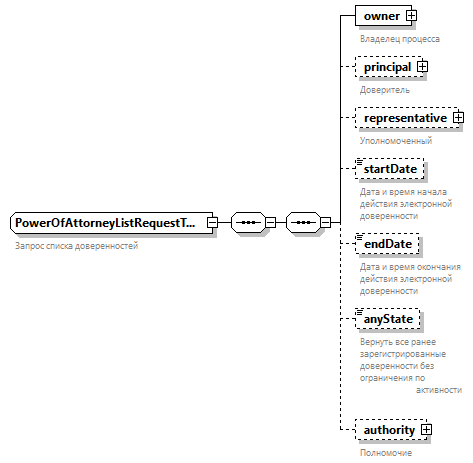 owner
Владелец процесса
principal
Доверитель
representative
Уполномоченный
startDate
Дата и время начала
действия электронной
доверенности
PowerOfAttorneyListRequestT...
Запрос списка доверенностей
endDate
Дата и время окончания
действия электронной
доверенности
anyState
Вернуть все ранее
зарегистрированные
доверенности без
ограничения по
активности
authority
Полномочие